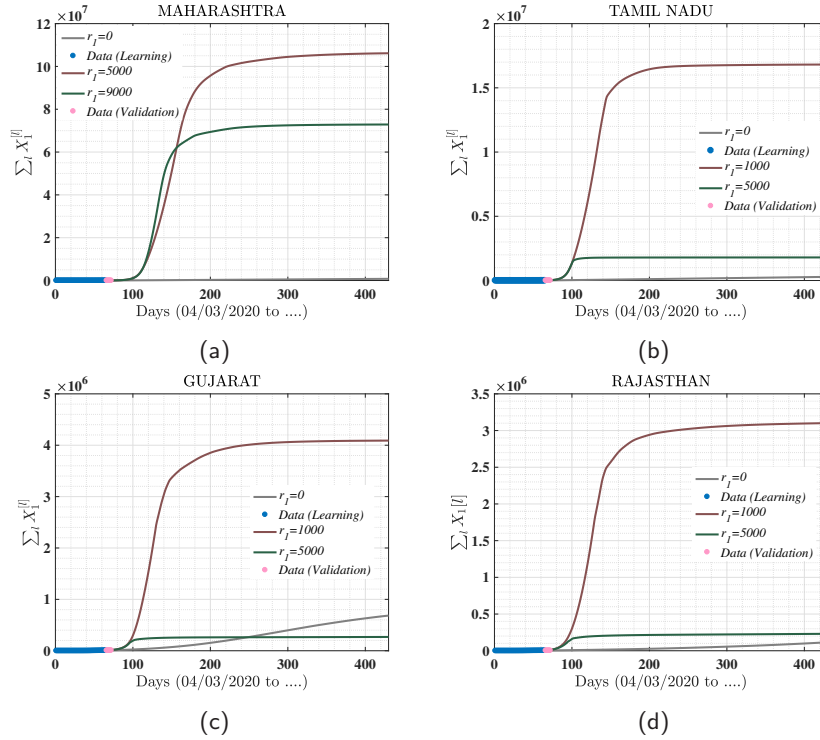 MAHARASHTRA
×10^7
12
10
8
6
4
2
0
r_1=0
Data (Learning)
r_1=5000
r_1=9000
Data (Validation)
∑_l X_1^[l]
0 100 200 300 400
Days (04/03/2020 to ....)
(a)
TAMIL NADU
×10^7
2
1.5
1
0.5
0
r_1=0
Data (Learning)
r_1=1000
r_1=5000
Data (Validation)
∑_l X_1^[l]
0 100 200 300 400
Days (04/03/2020 to ....)
(b)
GUJARAT
×10^6
5
4
3
2
1
0
r_1=0
Data (Learning)
r_1=1000
r_1=5000
Data (Validation)
∑_l X_1^[l]
0 100 200 300 400
Days (04/03/2020 to ....)
(c)
RAJASTHAN
×10^6
3.5
3
2.5
2
1.5
1
0.5
0
r_1=0
Data (Learning)
r_1=1000
r_1=5000
Data (Validation)
∑_l X_1[l]
0 100 200 300 400
Days (04/03/2020 to ....)
(d)